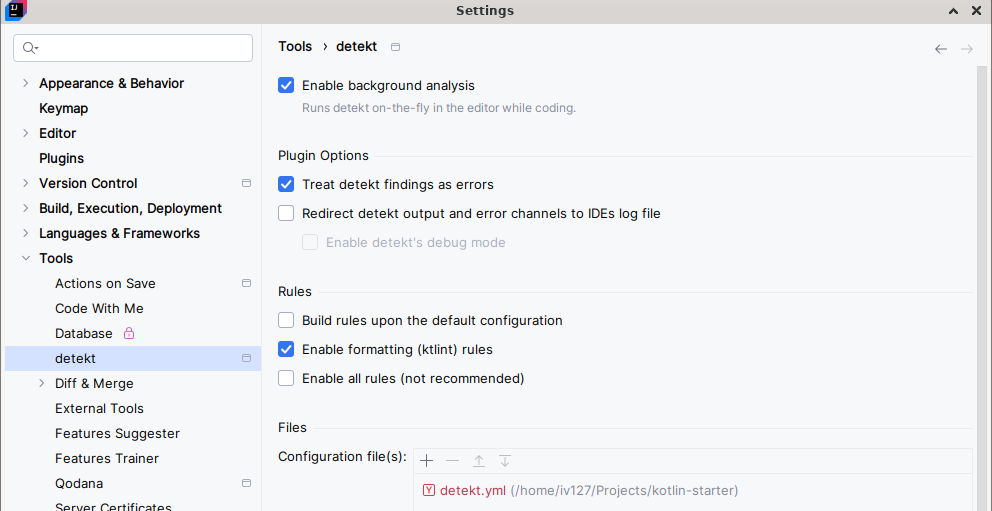 Settings
Appearance & Behavior
Keymap
Editor
Plugins
Version Control
Build, Execution, Deployment
Languages & Frameworks
Tools
Actions on Save
Code With Me
Database
detekt
Diff & Merge
External Tools
Features Suggester
Features Trainer
Qodana
Server Certificates
Tools › detekt
Enable background analysis
Runs detekt on-the-fly in the editor while coding.
Plugin Options
Treat detekt findings as errors
Redirect detekt output and error channels to IDEs log file
Enable detekt's debug mode
Rules
Build rules upon the default configuration
Enable formatting (ktlint) rules
Enable all rules (not recommended)
Files
Configuration file(s):
Y detekt.yml (/home/iv127/Projects/kotlin-starter)